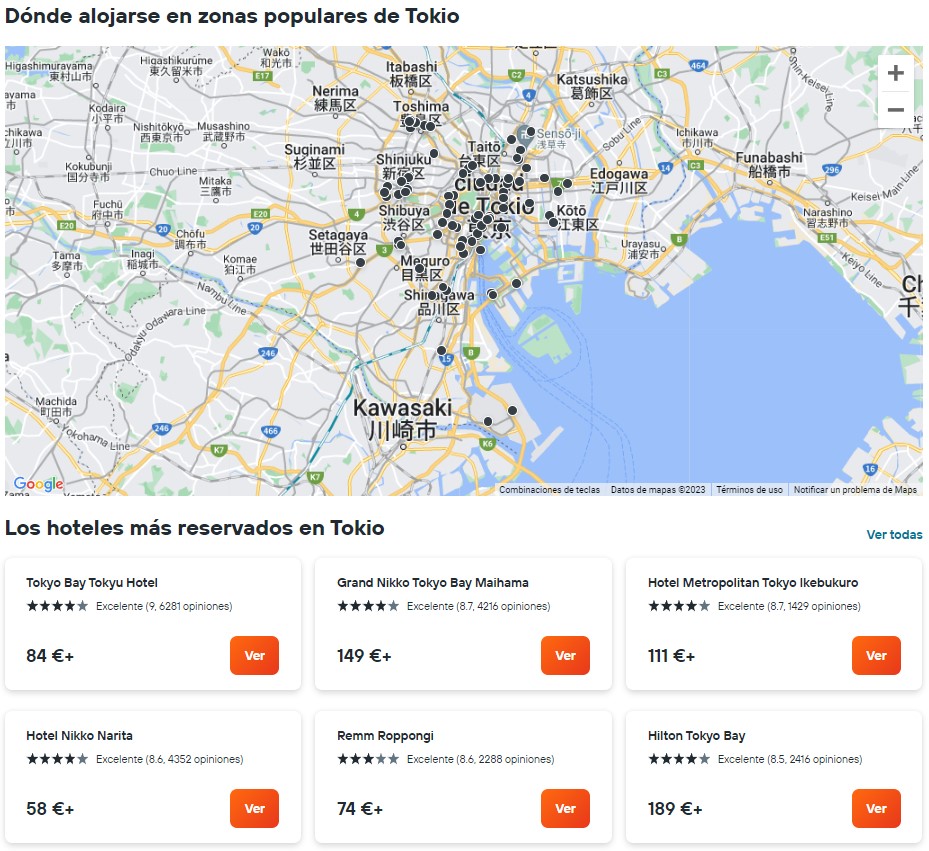 Dónde alojarse en zonas populares de Tokio
Wakō
和光市
Higashimurayama
東村山市
Higashikurume
東久留米市
E17
Itabashi
板橋区
C2
Katsushika
葛飾区
C3
464
Shin-Keisei Line
+
−
Nerima
練馬区
4
Toshima
豊島区
Kodaira
小平市
Nishitōkyō
西東京市
Musashino
武蔵野市
Sensō-ji
浅草寺
Sobu Line
Ichikawa
市川市
Taitō
台東区
Suginami
杉並区
Shinjuku
新宿区
Funabashi
船橋市
Kokubunji
国分寺市
Chuo-Line
Mitaka
三鷹市
Edogawa
江戸川区
14
C3
296
Keisei Main Line
ciudad
de Tokio
東京
Fuchū
府中市
E20
20
E20
20
4
Shibuya
渋谷区
Kōtō
江東区
Narashino
習志野市
E51
Chōfu
調布市
Setagaya
世田谷区
3
Urayasu
浦安市
B
Tama
多摩市
Inagi
稲城市
Komae
狛江市
Meguro
目黒区
Keiyo Line
Nambu Line
Shinagawa
品川区
Ch
千
Odakyu Odawara Line
246
15
B
Machida
町田市
246
466
Kawasaki
川崎市
Yokohama Line
K7
K6
K7
16
Google
Combinaciones de teclas
Datos de mapas ©2023
Términos de uso
Notificar un problema de Maps
Los hoteles más reservados en Tokio
Ver todas
Tokyo Bay Tokyu Hotel
Excelente (9, 6281 opiniones)
84 €+
Ver
Grand Nikko Tokyo Bay Maihama
Excelente (8.7, 4216 opiniones)
149 €+
Ver
Hotel Metropolitan Tokyo Ikebukuro
Excelente (8.7, 1429 opiniones)
111 €+
Ver
Hotel Nikko Narita
Excelente (8.6, 4352 opiniones)
58 €+
Ver
Remm Roppongi
Excelente (8.6, 2288 opiniones)
74 €+
Ver
Hilton Tokyo Bay
Excelente (8.5, 2416 opiniones)
189 €+
Ver